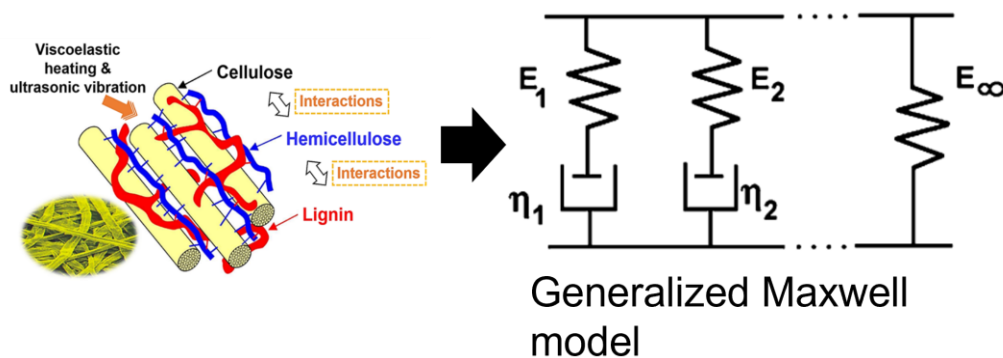 Viscoelastic
heating &
ultrasonic vibration
Cellulose
Interactions
Hemicellulose
Interactions
Lignin
E1
E2
E∞
η1
η2
Generalized Maxwell
model